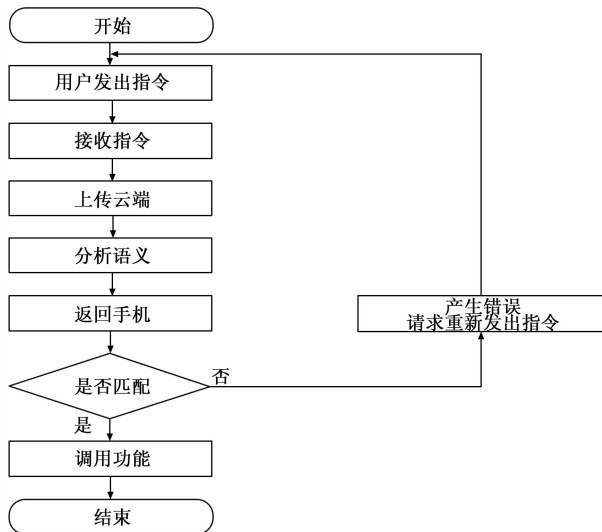 开始
用户发出指令
接收指令
上传云端
分析语义
返回手机
产生错误
请求重新发出指令
是否匹配
否
是
调用功能
结束